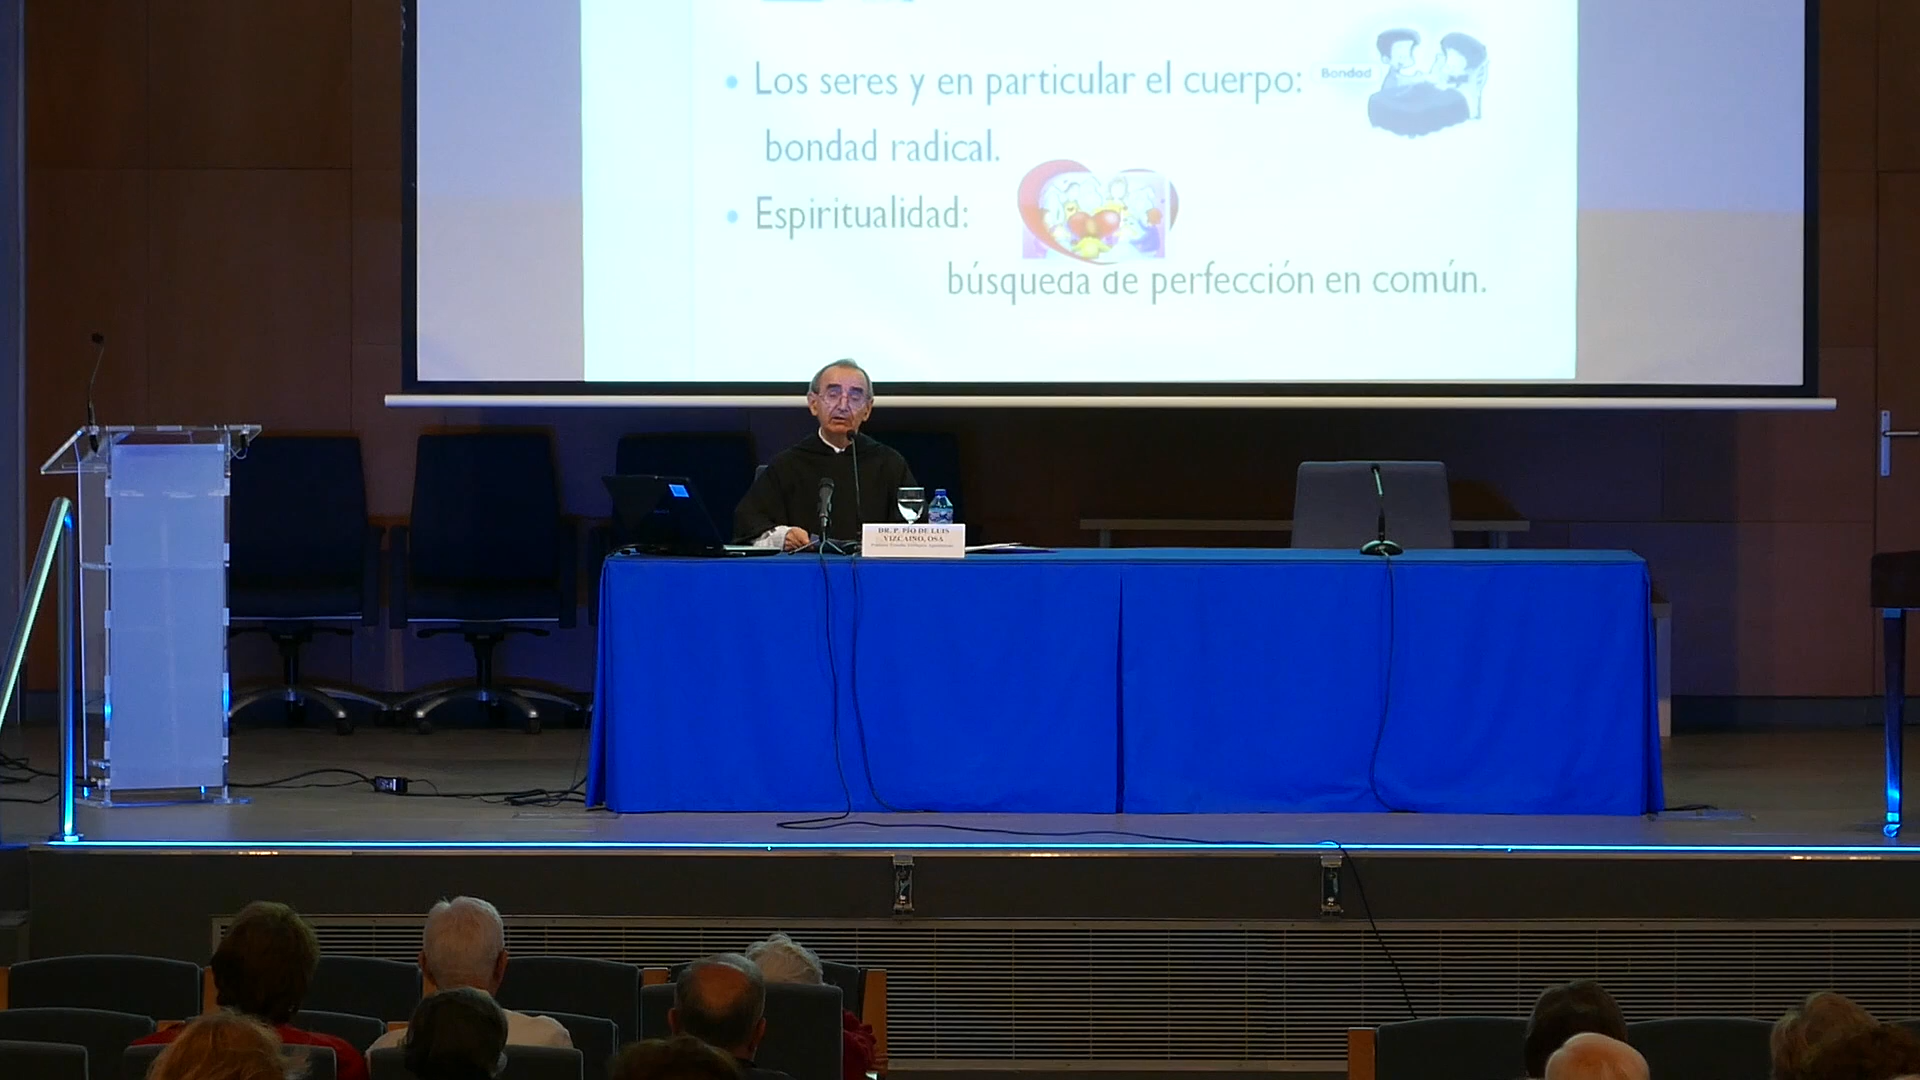 • Los seres y en particular el cuerpo:
Bondad
bondad radical.
• Espiritualidad:
búsqueda de perfección en común.
DR. P. PÍO DE LUIS
VIZCAINO, OSA